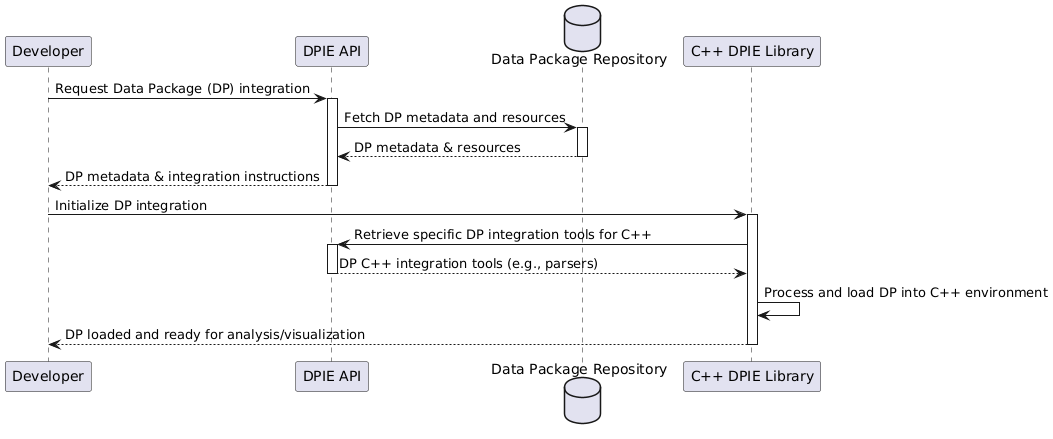 Developer
DPIE API
Data Package Repository
C++ DPIE Library
Request Data Package (DP) integration
Fetch DP metadata and resources
DP metadata & resources
DP metadata & integration instructions
Initialize DP integration
Retrieve specific DP integration tools for C++
DP C++ integration tools (e.g., parsers)
Process and load DP into C++ environment
DP loaded and ready for analysis/visualization
Developer
DPIE API
Data Package Repository
C++ DPIE Library